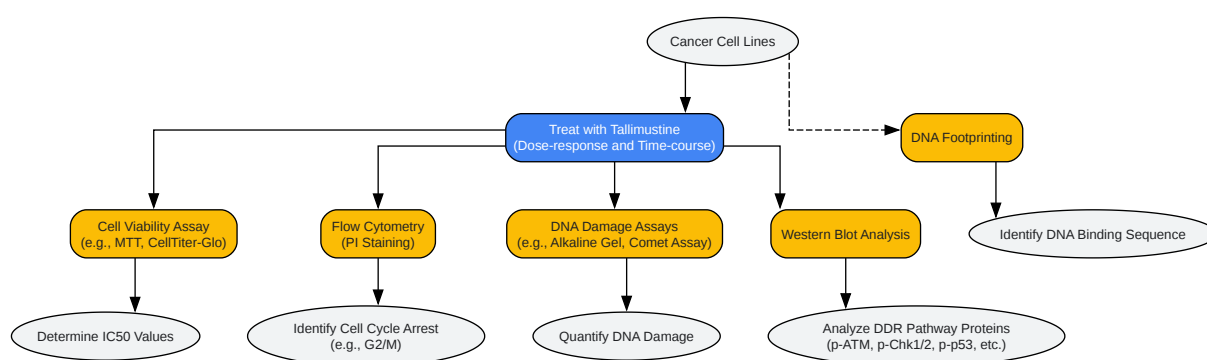 Cancer Cell Lines
Treat with Tallimustine
(Dose-response and Time-course)
DNA Footprinting
Cell Viability Assay
(e.g., MTT, CellTiter-Glo)
Flow Cytometry
(PI Staining)
DNA Damage Assays
(e.g., Alkaline Gel, Comet Assay)
Western Blot Analysis
Identify DNA Binding Sequence
Determine IC50 Values
Identify Cell Cycle Arrest
(e.g., G2/M)
Quantify DNA Damage
Analyze DDR Pathway Proteins
(p-ATM, p-Chk1/2, p-p53, etc.)